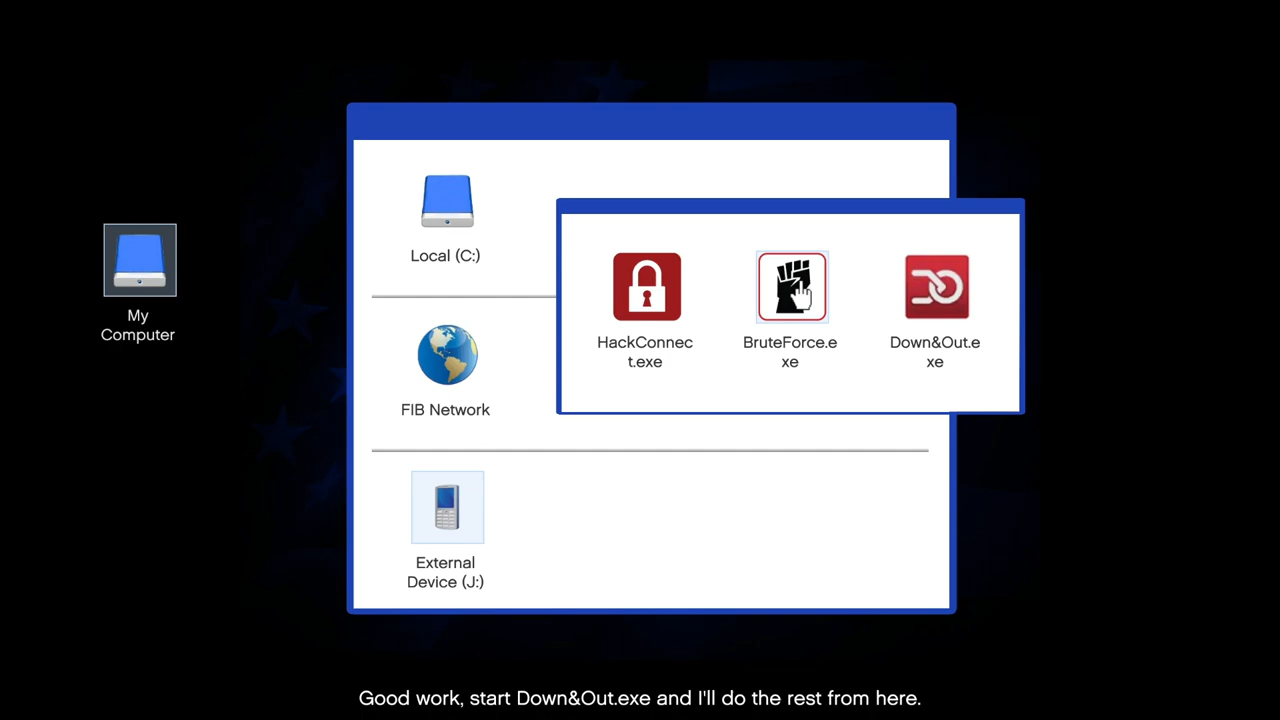 My
Computer
Local (C:)
FIB Network
External
Device (J:)
HackConnec
t.exe
BruteForce.e
xe
Down&Out.e
xe
Good work, start Down&Out.exe and I'll do the rest from here.